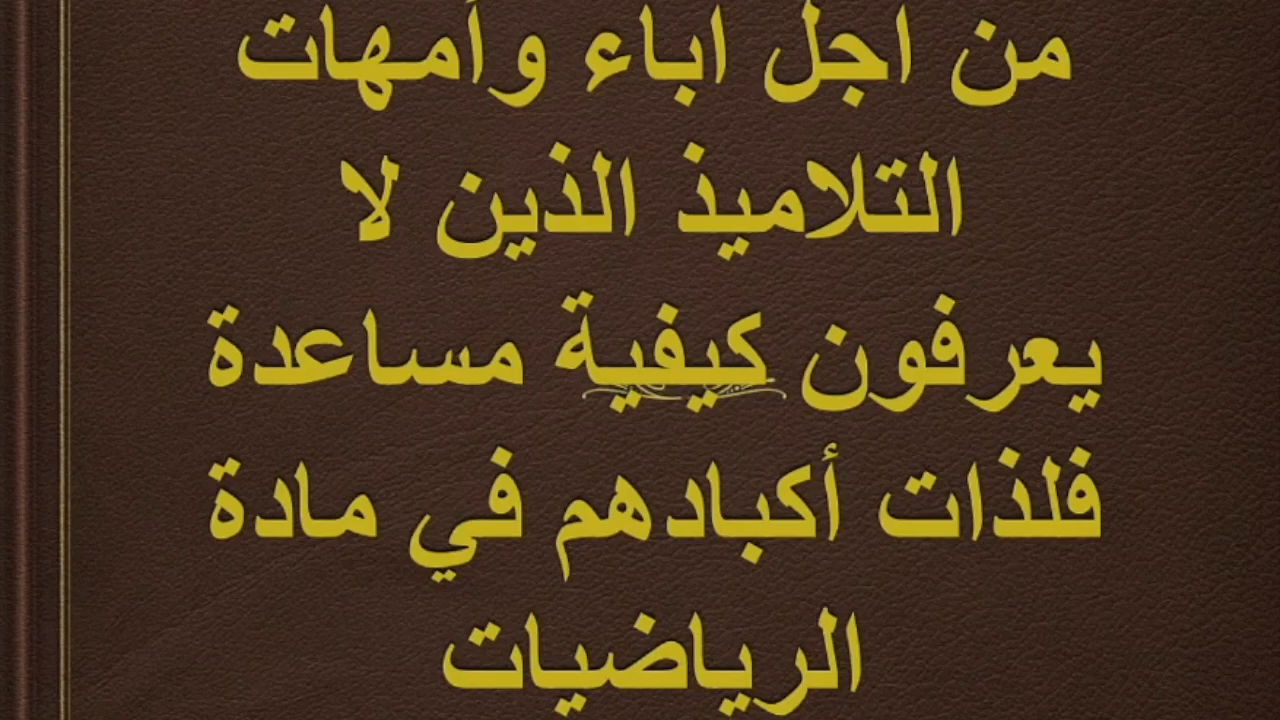 من اجل اباء وأمهات
التلاميذ الذين لا
يعرفون كيفية مساعدة
فلذات أكبادهم في مادة
الرياضيات